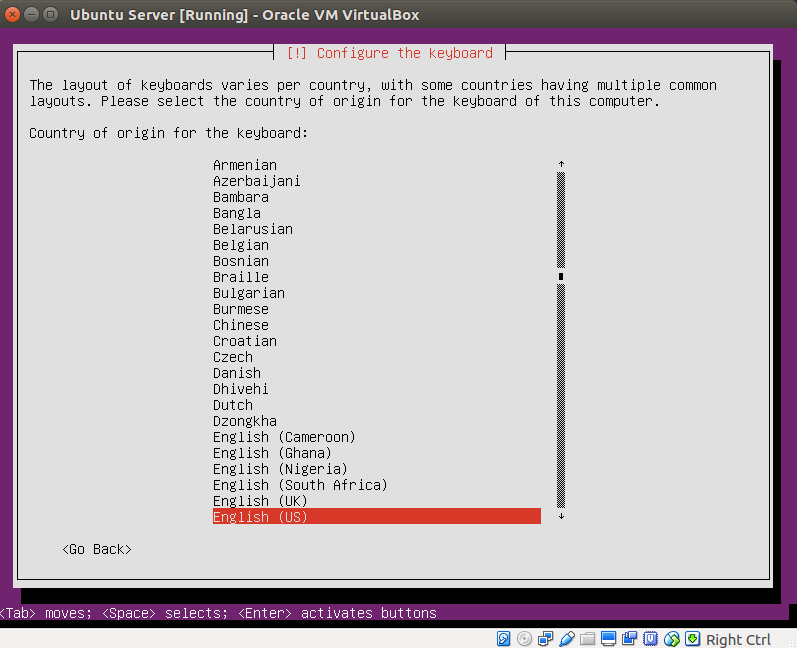 Ubuntu Server [Running] - Oracle VM VirtualBox
[!] Configure the keyboard
The layout of keyboards varies per country, with some countries having multiple common
layouts. Please select the country of origin for the keyboard of this computer.
Country of origin for the keyboard:
Armenian
Azerbaijani
Bambara
Bangla
Belarusian
Belgian
Bosnian
Braille
Bulgarian
Burmese
Chinese
Croatian
Czech
Danish
Dhivehi
Dutch
Dzongkha
English (Cameroon)
English (Ghana)
English (Nigeria)
English (South Africa)
English (UK)
English (US)
<Go Back>
<Tab> moves; <Space> selects; <Enter> activates buttons
Right Ctrl